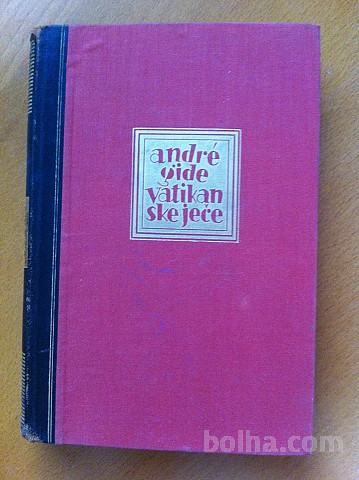 andré
gide
vatikan
ske ječe
bolha.com